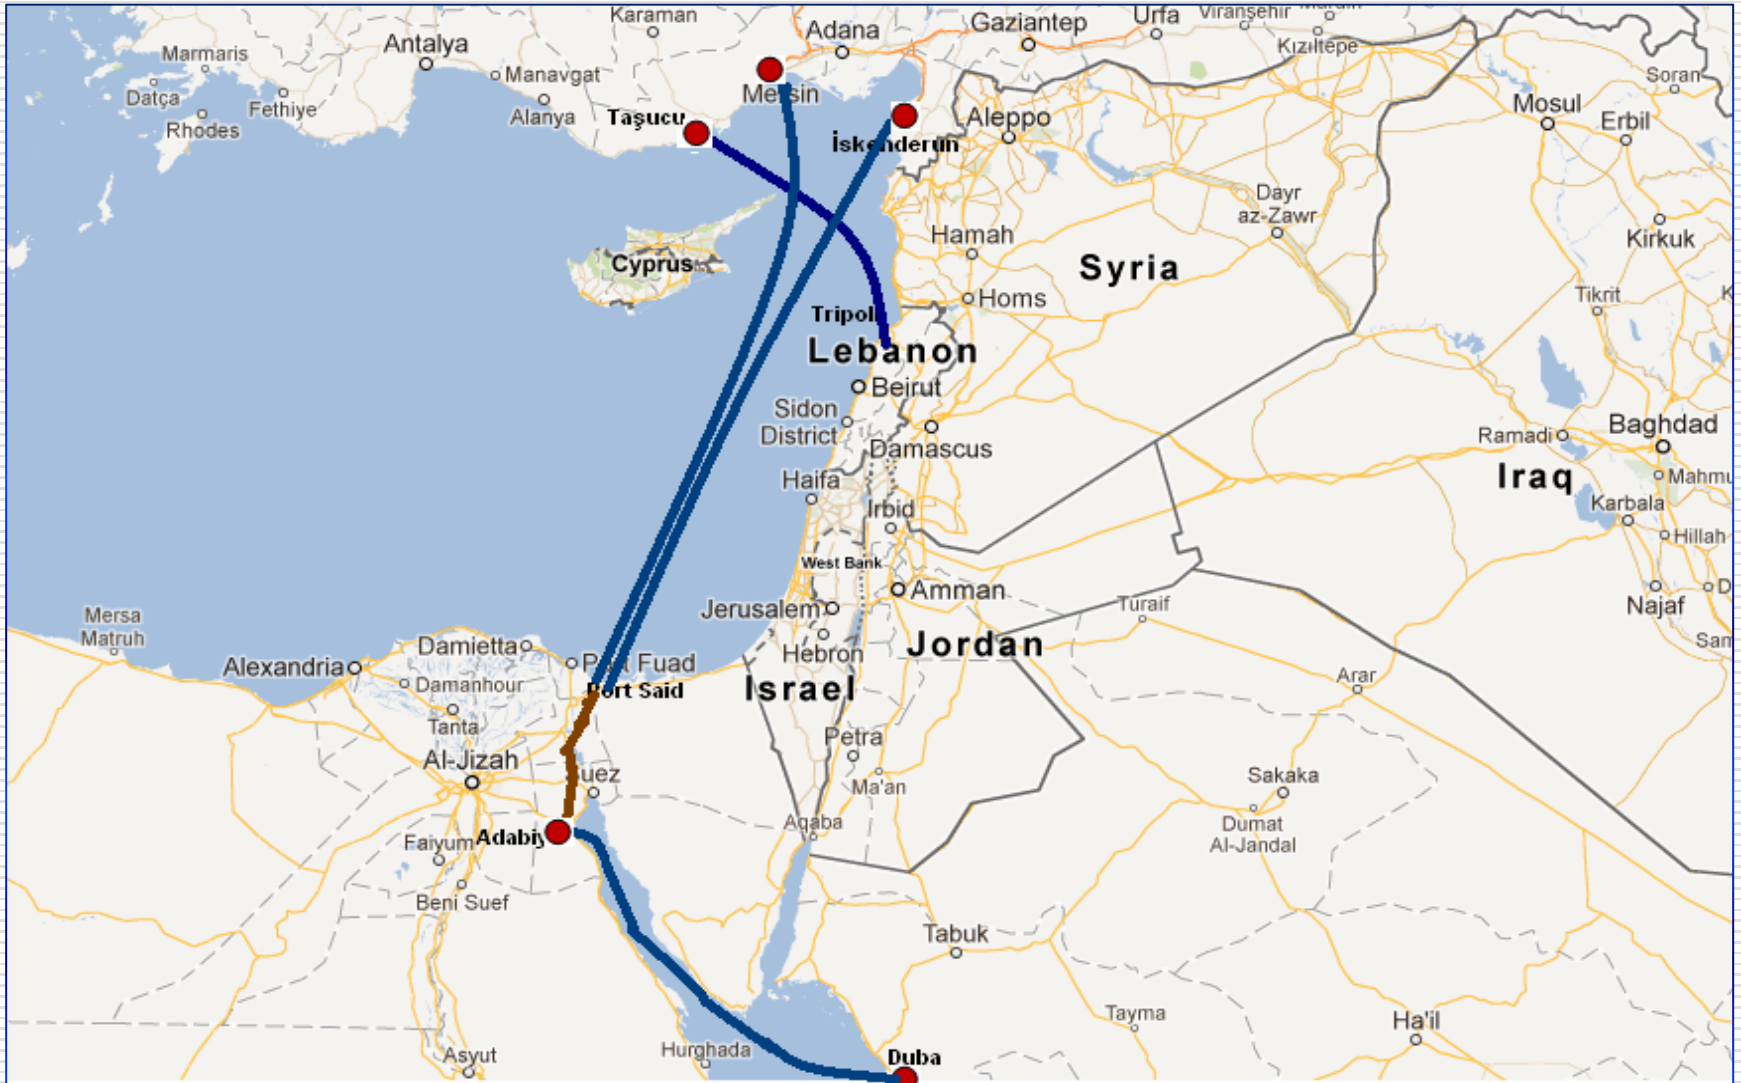 Karaman
Gaziantep
Urfa
Viranşehir
Adana
Antalya
Kiziltepe
Marmaris
Manavgat
Soran
Datça
Fethiye
Mersin
Mosul
Alanya
Taşucu
Aleppo
Erbil
Rhodes
İskenderun
Dayr
az-Zawr
Hamah
Kirkuk
Cyprus
Syria
Homs
Tikrit
K
Tripoli
Lebanon
Beirut
Sidon
District
Baghdad
Ramadi
Damascus
Haifa
Iraq
Mahmu
Karbala
Irbid
Hillah
West Bank
Amman
D
Jerusalem
Turaif
Najaf
Mersa
Matruh
Damietta
Jordan
Sam
Hebron
Alexandria
Port Fuad
Arar
Damanhour
Port Said
Israel
Tanta
Petra
Al-Jizah
Suez
Ma'an
Sakaka
Aqaba
Dumat
Al-Jandal
Faiyum
Adabiy
Beni Suef
Tabuk
Tayma
Ha'il
Hurghada
Asyut
Duba